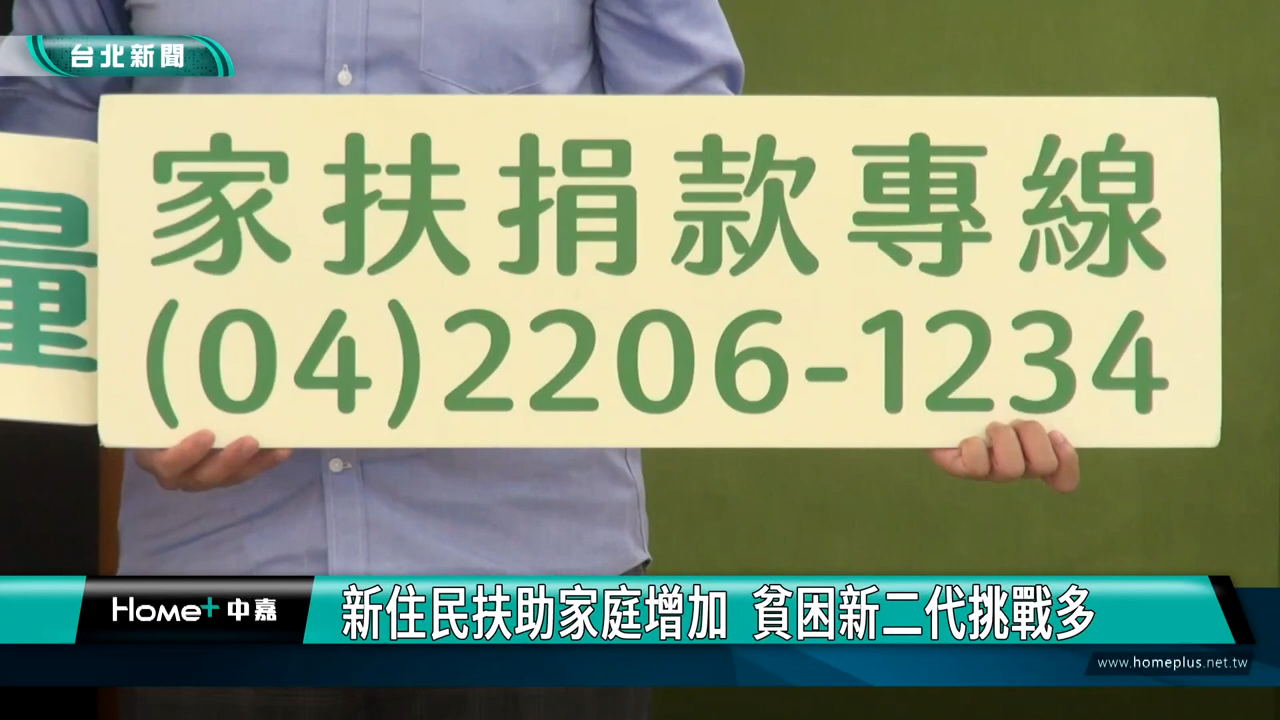 台北新聞
家扶捐款專線
量
(04)2206-1234
Home+中嘉
新住民扶助家庭增加 貧困新二代挑戰多
www.homeplus.net.tw